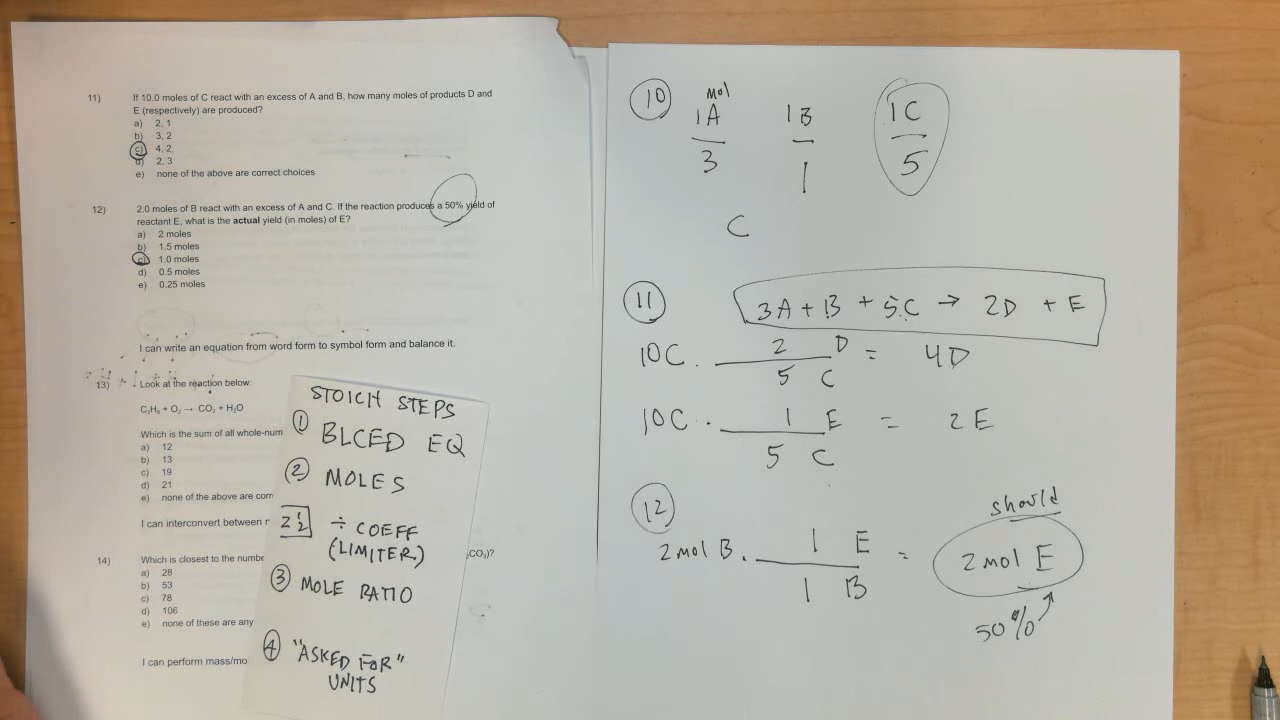 11) If 10.0 moles of C react with an excess of A and B, how many moles of products D and
E (respectively) are produced?
a) 2, 1
b) 3, 2
c) 4, 2
d) 2, 3
e) none of the above are correct choices
12) 2.0 moles of B react with an excess of A and C. If the reaction produces a 50% yield of
reactant E, what is the actual yield (in moles) of E?
a) 2 moles
b) 1.5 moles
c) 1.0 moles
d) 0.5 moles
e) 0.25 moles
I can write an equation from word form to symbol form and balance it.
13) Look at the reaction below:
C₃H₈ + O₂ → CO₂ + H₂O
Which is the sum of all whole-num
a) 12
b) 13
c) 19
d) 21
e) none of the above are corr
I can interconvert between
14) Which is closest to the numbe
CO₃)?
a) 28
b) 53
c) 78
d) 106
e) none of these are any
I can perform mass/mo
STOICH STEPS
① BLCED EQ
② MOLES
2 1/2 ÷ COEFF
(LIMITER)
③ MOLE RATIO
④ "ASKED FOR"
UNITS
⑩ mol
1A 1B 1C
3 1 5
C
⑪ 3A + B + 5C → 2D + E
10C · 2 D / 5 C = 4D
10C · 1 E / 5 C = 2E
⑫ should
2 mol B · 1 E / 1 B = 2 mol E
50%